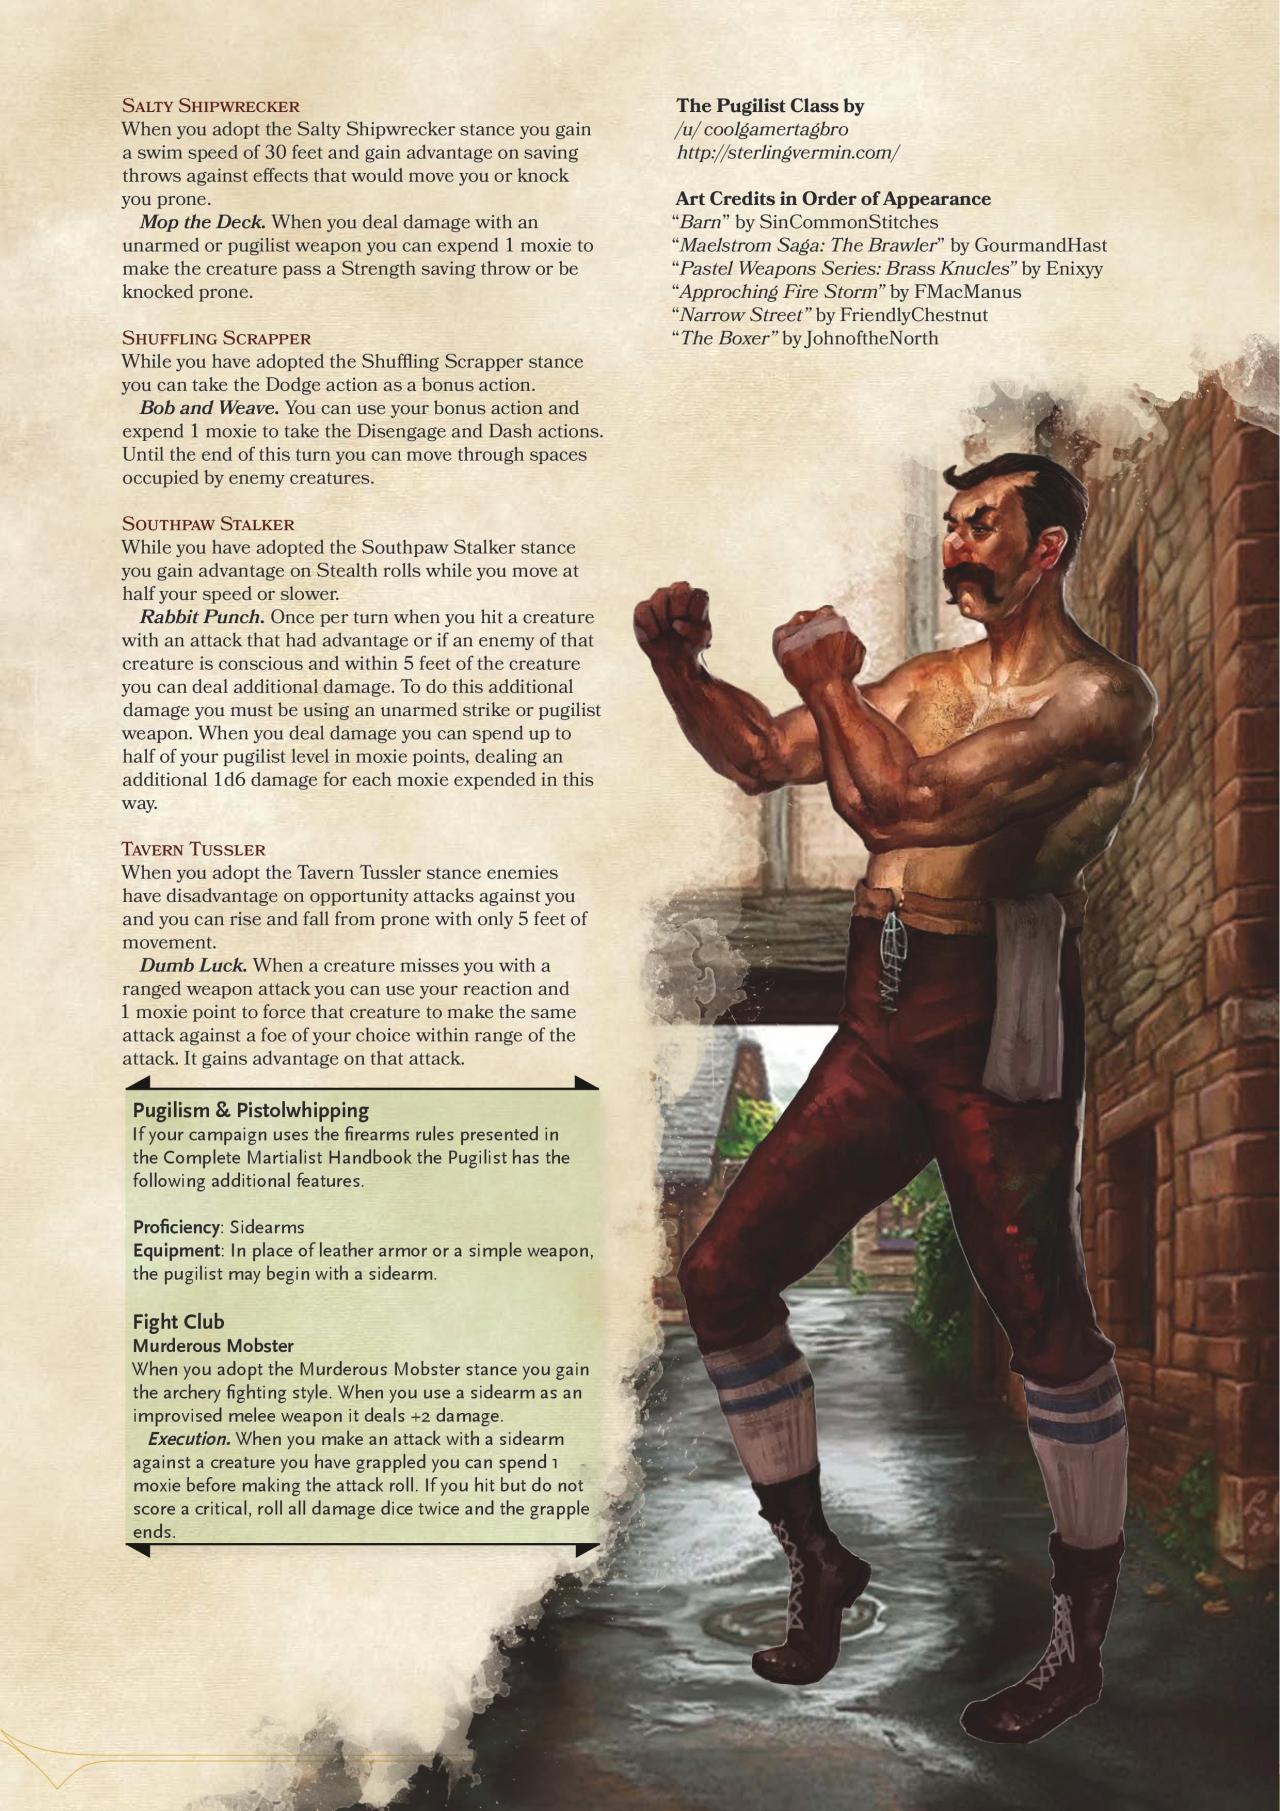 Salty Shipwrecker
When you adopt the Salty Shipwrecker stance you gain
a swim speed of 30 feet and gain advantage on saving
throws against effects that would move you or knock
you prone.
Mop the Deck. When you deal damage with an
unarmed or pugilist weapon you can expend 1 moxie to
make the creature pass a Strength saving throw or be
knocked prone.
Shuffling Scrapper
While you have adopted the Shuffling Scrapper stance
you can take the Dodge action as a bonus action.
Bob and Weave. You can use your bonus action and
expend 1 moxie to take the Disengage and Dash actions.
Until the end of this turn you can move through spaces
occupied by enemy creatures.
Southpaw Stalker
While you have adopted the Southpaw Stalker stance
you gain advantage on Stealth rolls while you move at
half your speed or slower.
Rabbit Punch. Once per turn when you hit a creature
with an attack that had advantage or if an enemy of that
creature is conscious and within 5 feet of the creature
you can deal additional damage. To do this additional
damage you must be using an unarmed strike or pugilist
weapon. When you deal damage you can spend up to
half of your pugilist level in moxie points, dealing an
additional 1d6 damage for each moxie expended in this
way.
Tavern Tussler
When you adopt the Tavern Tussler stance enemies
have disadvantage on opportunity attacks against you
and you can rise and fall from prone with only 5 feet of
movement.
Dumb Luck. When a creature misses you with a
ranged weapon attack you can use your reaction and
1 moxie point to force that creature to make the same
attack against a foe of your choice within range of the
attack. It gains advantage on that attack.
Pugilism & Pistolwhipping
If your campaign uses the firearms rules presented in
the Complete Martialist Handbook the Pugilist has the
following additional features.
Proficiency: Sidearms
Equipment: In place of leather armor or a simple weapon,
the pugilist may begin with a sidearm.
Fight Club
Murderous Mobster
When you adopt the Murderous Mobster stance you gain
the archery fighting style. When you use a sidearm as an
improvised melee weapon it deals +2 damage.
Execution. When you make an attack with a sidearm
against a creature you have grappled you can spend 1
moxie before making the attack roll. If you hit but do not
score a critical, roll all damage dice twice and the grapple
ends.
The Pugilist Class by
/u/ coolgamertagbro
http://sterlingvermin.com/
Art Credits in Order of Appearance
“Barn” by SinCommonStitches
“Maelstrom Saga: The Brawler” by GourmandHast
“Pastel Weapons Series: Brass Knucles” by Enixyy
“Approching Fire Storm” by FMacManus
“Narrow Street” by FriendlyChestnut
“The Boxer” by JohnoftheNorth